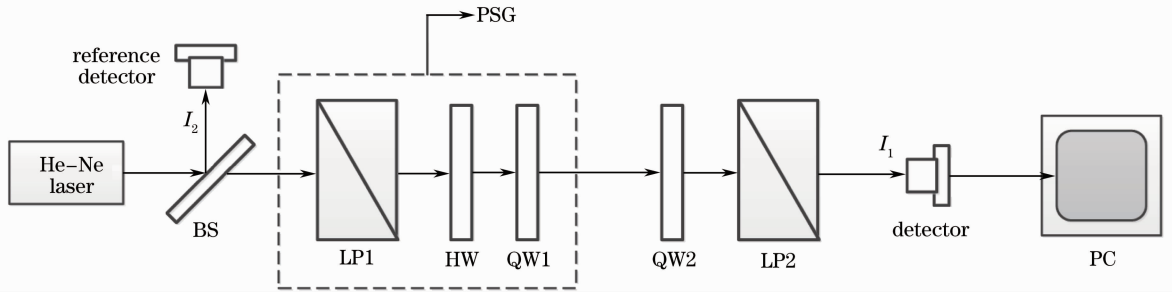 PSG
reference
detector
I2
He-Ne
laser
BS
LP1
HW
QW1
QW2
LP2
I1
detector
PC